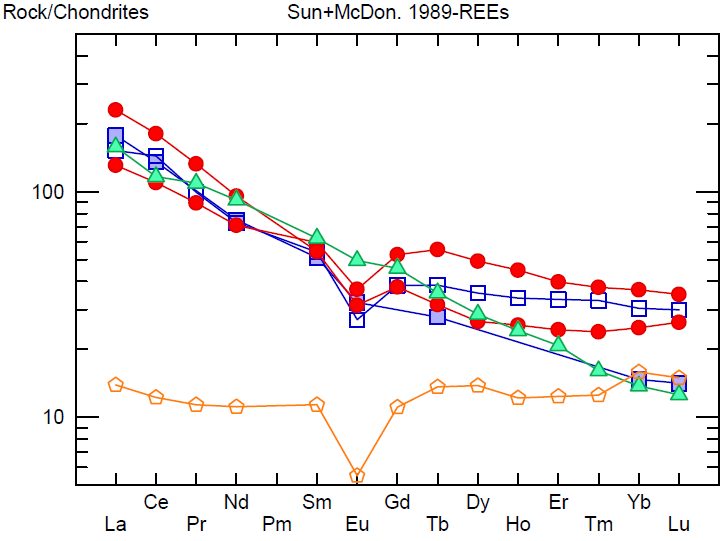 Rock/Chondrites Sun+McDon. 1989-REEs
100
10
Ce Nd Sm Gd Dy Er Yb
La Pr Pm Eu Tb Ho Tm Lu